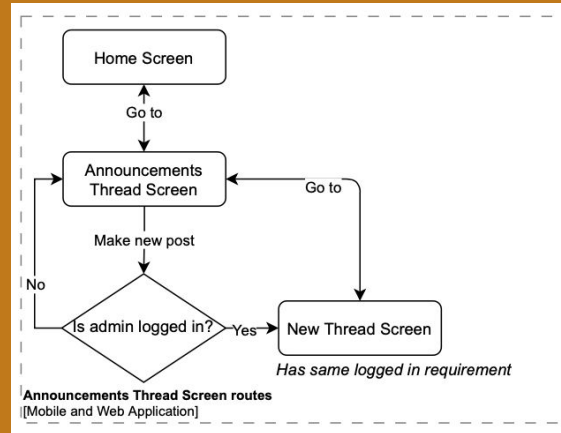 Home Screen
Go to
Announcements
Thread Screen
Go to
Make new post
No
Is admin logged in?
Yes
New Thread Screen
Has same logged in requirement
Announcements Thread Screen routes
[Mobile and Web Application]